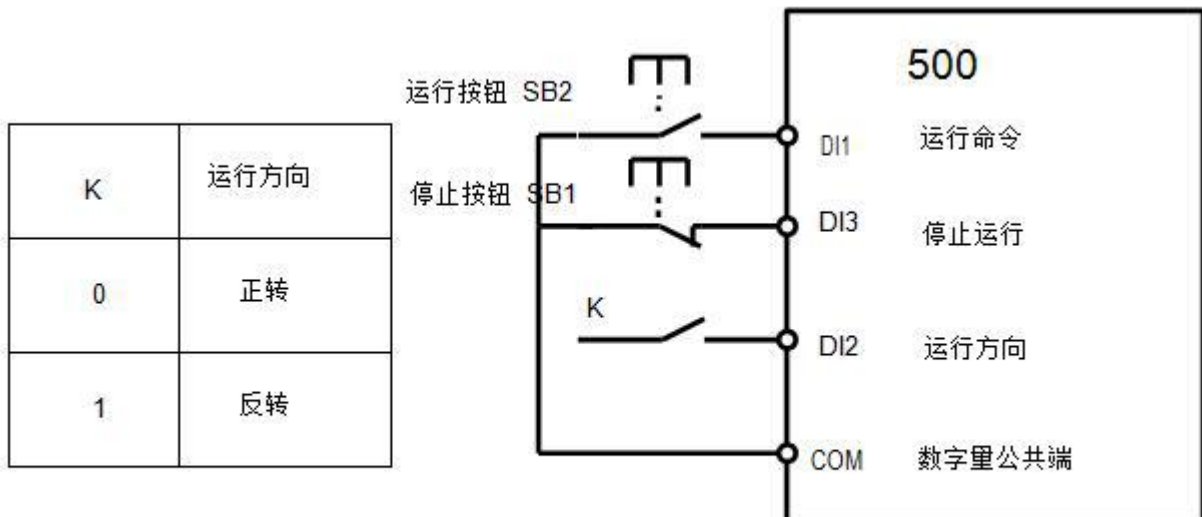 K 运行方向
0 正转
1 反转
运行按钮 SB2
停止按钮 SB1
K
500
DI1 运行命令
DI3 停止运行
DI2 运行方向
COM 数字量公共端